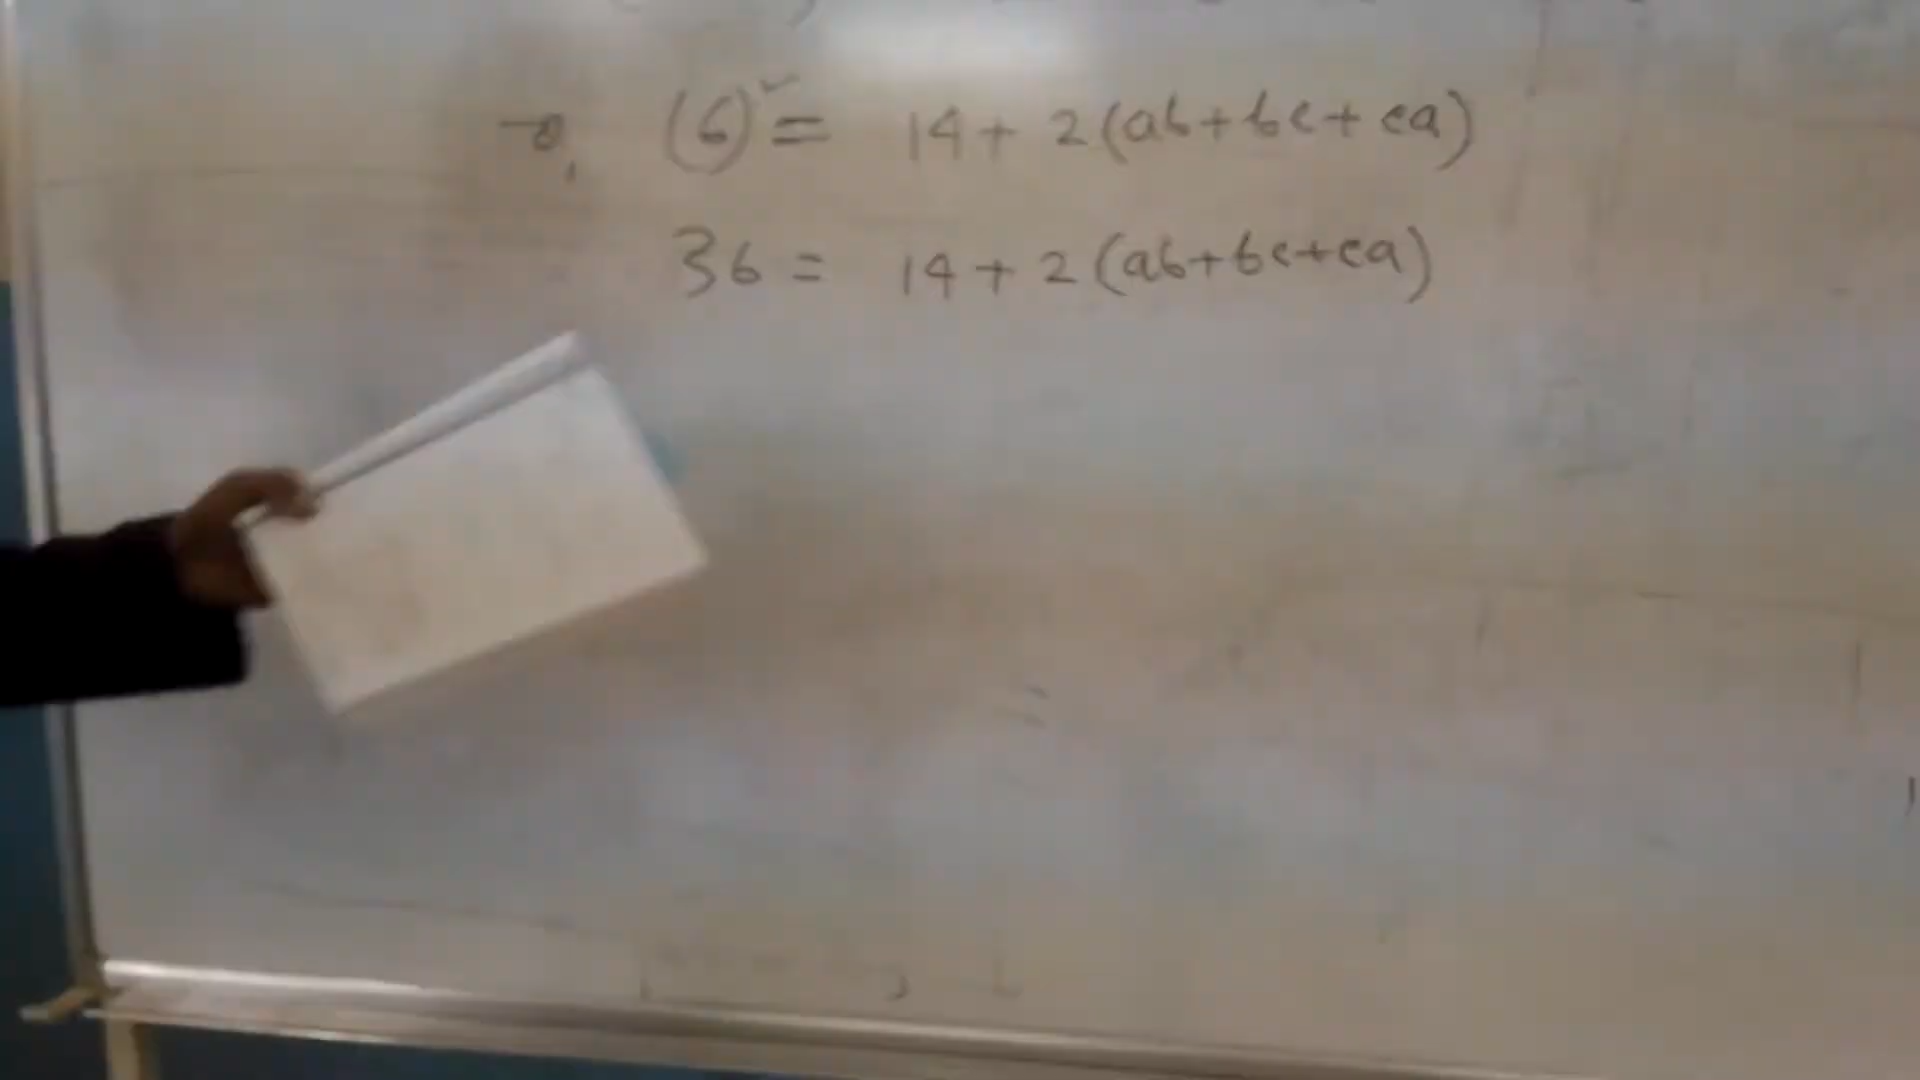 (6)² = 14 + 2(ab+bc+ca)
36 = 14 + 2(ab+bc+ca)